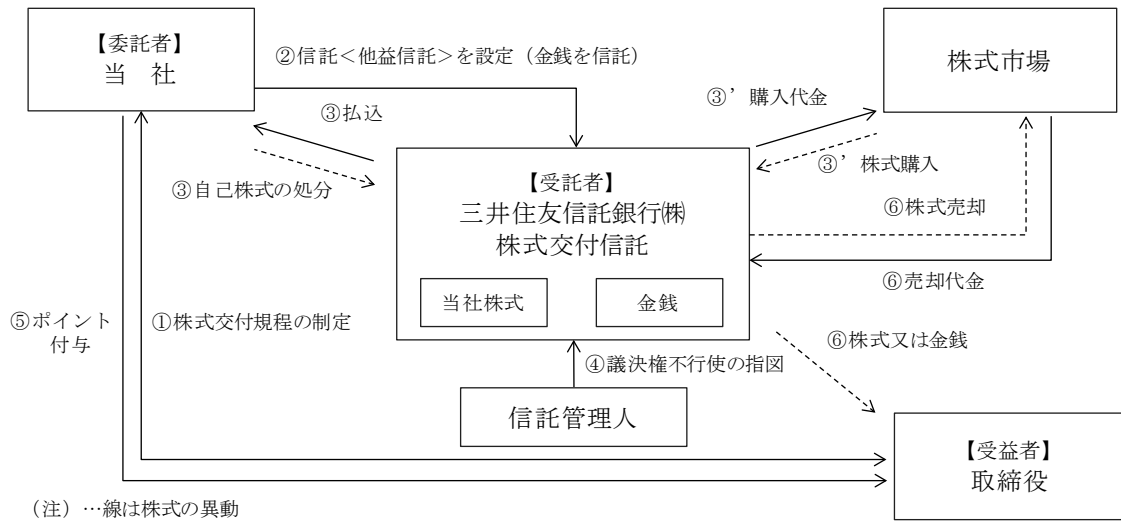 【委託者】
当 社
②信託<他益信託>を設定（金銭を信託）
株式市場
③払込
③’ 購入代金
③自己株式の処分
③’ 株式購入
【受託者】
三井住友信託銀行㈱
株式交付信託
⑥株式売却
当社株式
金銭
⑥売却代金
⑤ポイント
付与
①株式交付規程の制定
⑥株式又は金銭
④議決権不行使の指図
信託管理人
【受益者】
取締役
（注）…線は株式の異動